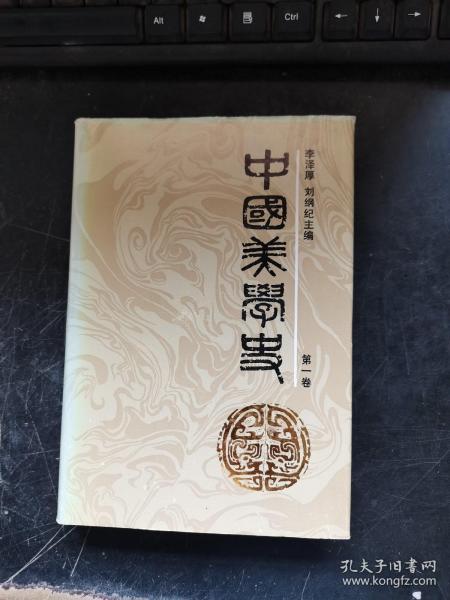 Alt
Ctrl
李泽厚 刘纲纪主编
中國美學史
第一卷
孔夫子旧书网
www.kongfz.com